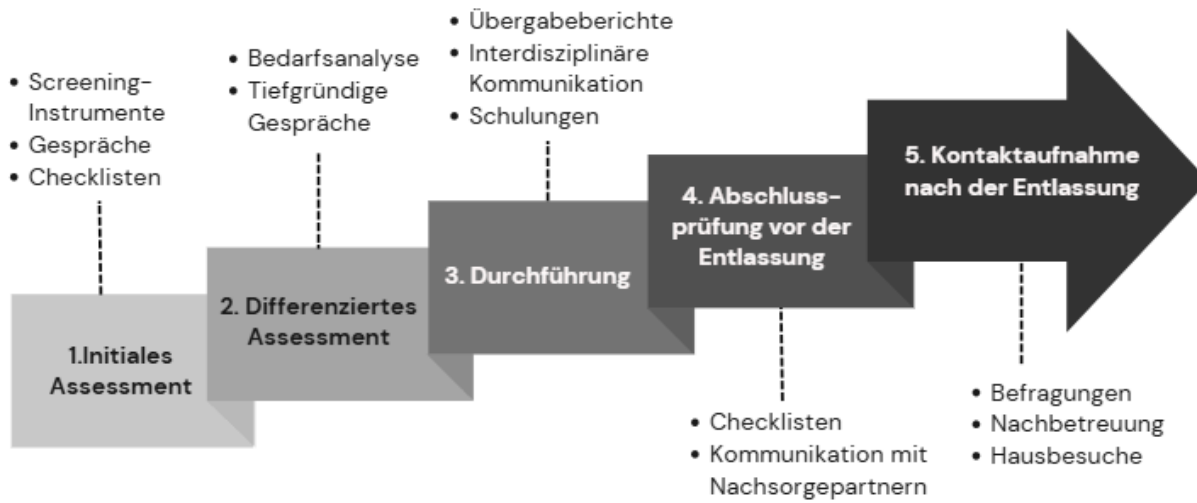 • Screening-
Instrumente
• Gespräche
• Checklisten
1.Initiales
Assessment
• Bedarfsanalyse
• Tiefgründige
Gespräche
2. Differenziertes
Assessment
• Übergabeberichte
• Interdisziplinäre
Kommunikation
• Schulungen
3. Durchführung
4. Abschluss-
prüfung vor der
Entlassung
• Checklisten
• Kommunikation mit
Nachsorgepartnern
5. Kontaktaufnahme
nach der Entlassung
• Befragungen
• Nachbetreuung
• Hausbesuche